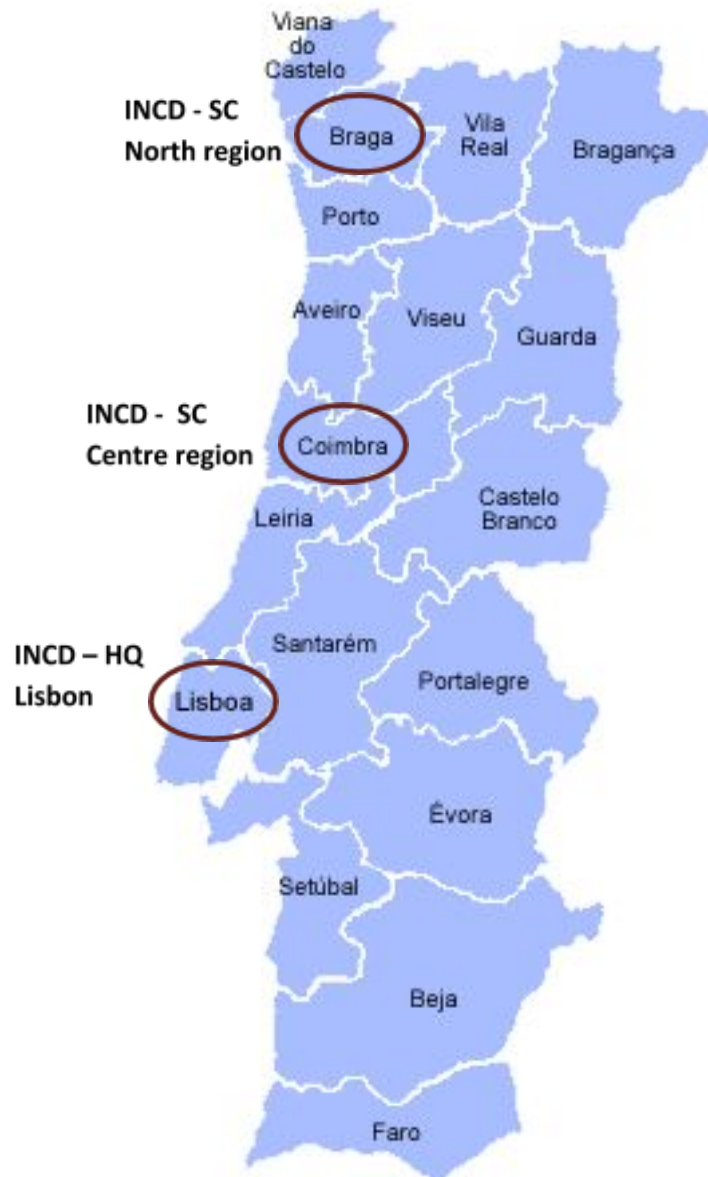 Viana
do
Castelo
INCD - SC
North region
Braga
Vila
Real
Bragança
Porto
Aveiro
Viseu
Guarda
INCD - SC
Centre region
Coimbra
Castelo
Branco
Leiria
Santarém
INCD – HQ
Lisbon
Lisboa
Portalegre
Évora
Setúbal
Beja
Faro